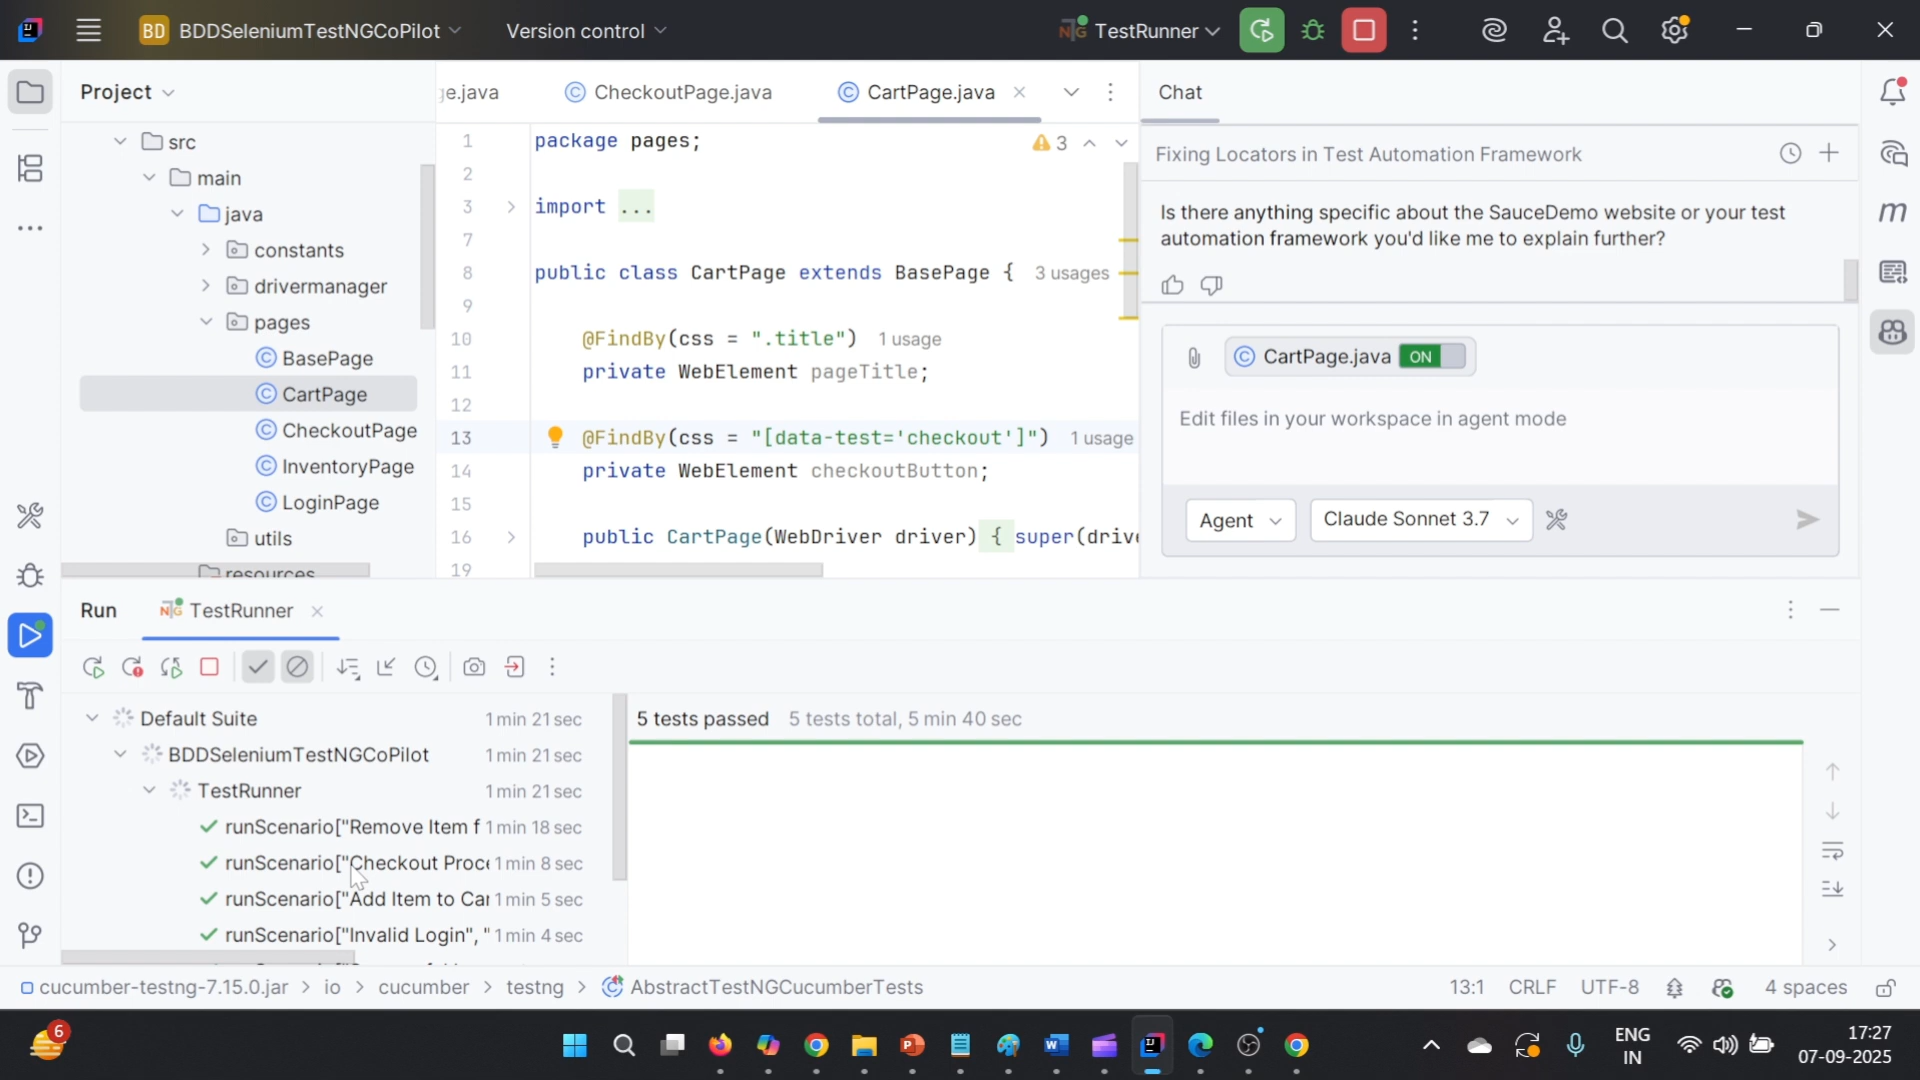 BD BDDSeleniumTestNGCoPilot
Version control
TestRunner
Project
ge.java
CheckoutPage.java
CartPage.java
Chat
src
main
java
constants
drivermanager
pages
BasePage
CartPage
CheckoutPage
InventoryPage
LoginPage
utils
resources
1 package pages;
3
2
3 import ...
7
8 public class CartPage extends BasePage { 3 usages
9
10 @FindBy(css = ".title") 1 usage
11 private WebElement pageTitle;
12
13 @FindBy(css = "[data-test='checkout']") 1 usage
14 private WebElement checkoutButton;
15
16 public CartPage(WebDriver driver) { super(drive
19
Fixing Locators in Test Automation Framework
Is there anything specific about the SauceDemo website or your test
automation framework you'd like me to explain further?
CartPage.java ON
Edit files in your workspace in agent mode
Agent
Claude Sonnet 3.7
Run
TestRunner
Default Suite 1 min 21 sec
BDDSeleniumTestNGCoPilot 1 min 21 sec
TestRunner 1 min 21 sec
runScenario["Remove Item f 1 min 18 sec
runScenario["Checkout Proce 1 min 8 sec
runScenario["Add Item to Car 1 min 5 sec
runScenario["Invalid Login", " 1 min 4 sec
5 tests passed 5 tests total, 5 min 40 sec
cucumber-testng-7.15.0.jar > io > cucumber > testng > AbstractTestNGCucumberTests
13:1 CRLF UTF-8 4 spaces
6
ENG
IN
17:27
07-09-2025